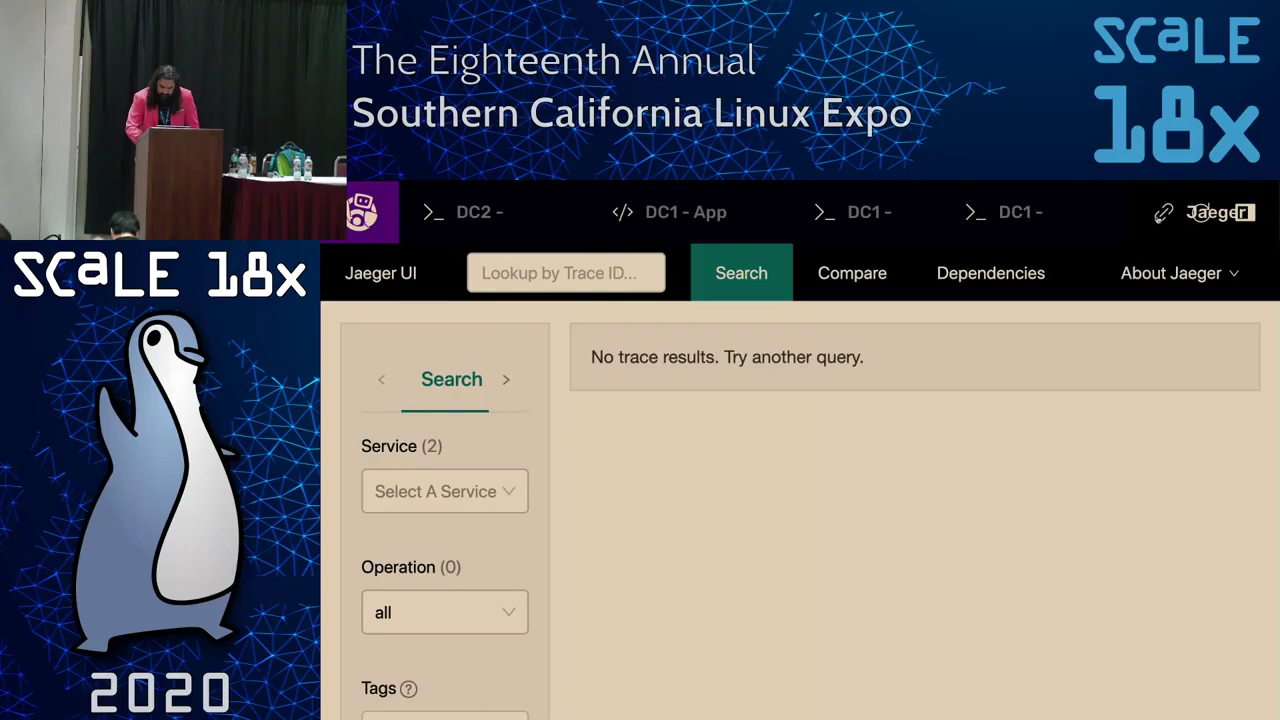 The Eighteenth Annual
Southern California Linux Expo
SCaLE
18x
DC2 -
DC1 - App
DC1 -
DC1 -
Jaeger
Jaeger UI
Lookup by Trace ID...
Search
Compare
Dependencies
About Jaeger
SCaLE 18x
Search
No trace results. Try another query.
Service (2)
Select A Service
Operation (0)
all
Tags ?
2020